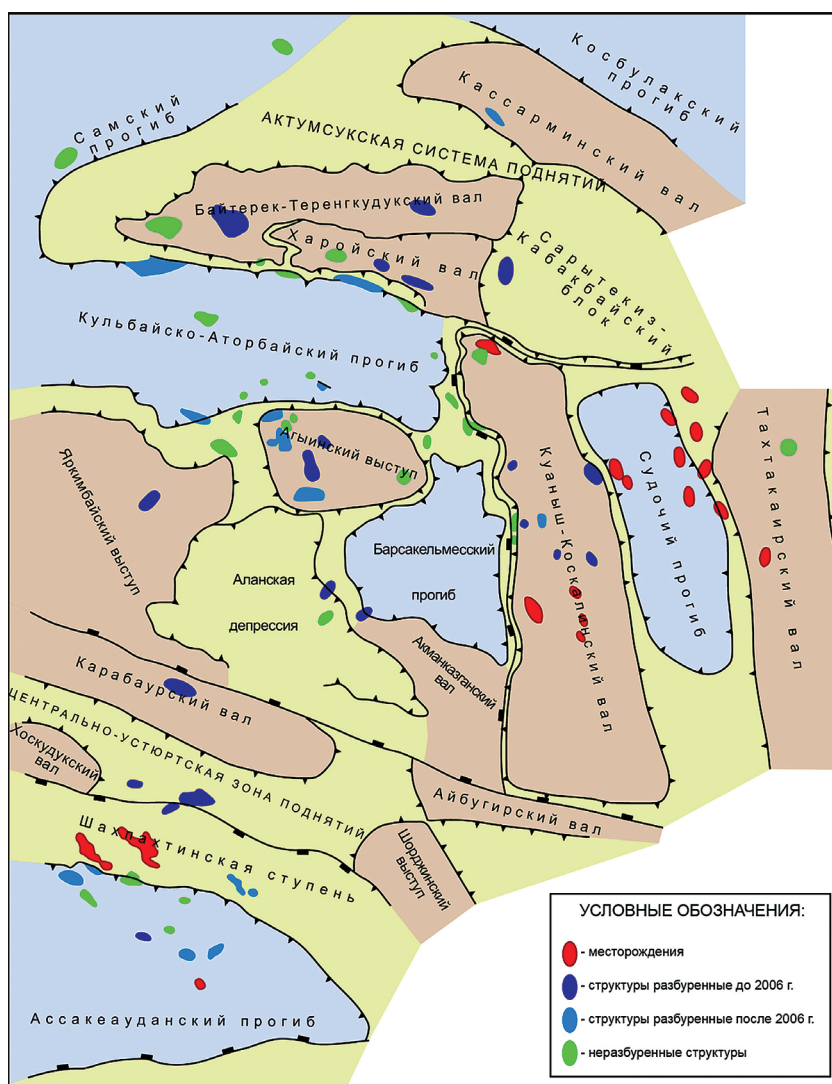 Косбулакский
прогиб
Кассарминский вал
Самский
прогиб
АКТУМСУКСКАЯ СИСТЕМА ПОДНЯТИЙ
Байтерек-Теренгкудукский вал
Харойский вал
Сарытекиз-
Кабакбайский
блок
Кульбайско-Аторбайский прогиб
Агыинский выступ
Яркимбайский выступ
Куаныш-Коскалинский вал
Судочий прогиб
Тахтакаирский вал
Барсакельмесский
прогиб
Аланская
депрессия
Акманказганский
вал
Карабаурский вал
ЦЕНТРАЛЬНО-УСТЮРТСКАЯ ЗОНА ПОДНЯТИЙ
Хоскудукский
вал
Айбугирский вал
Шахпахтинская ступень
Шорджинский
выступ
Ассакеауданский прогиб
УСЛОВНЫЕ ОБОЗНАЧЕНИЯ:
- месторождения
- структуры разбуренные до 2006 г.
- структуры разбуренные после 2006 г.
- неразбуренные структуры